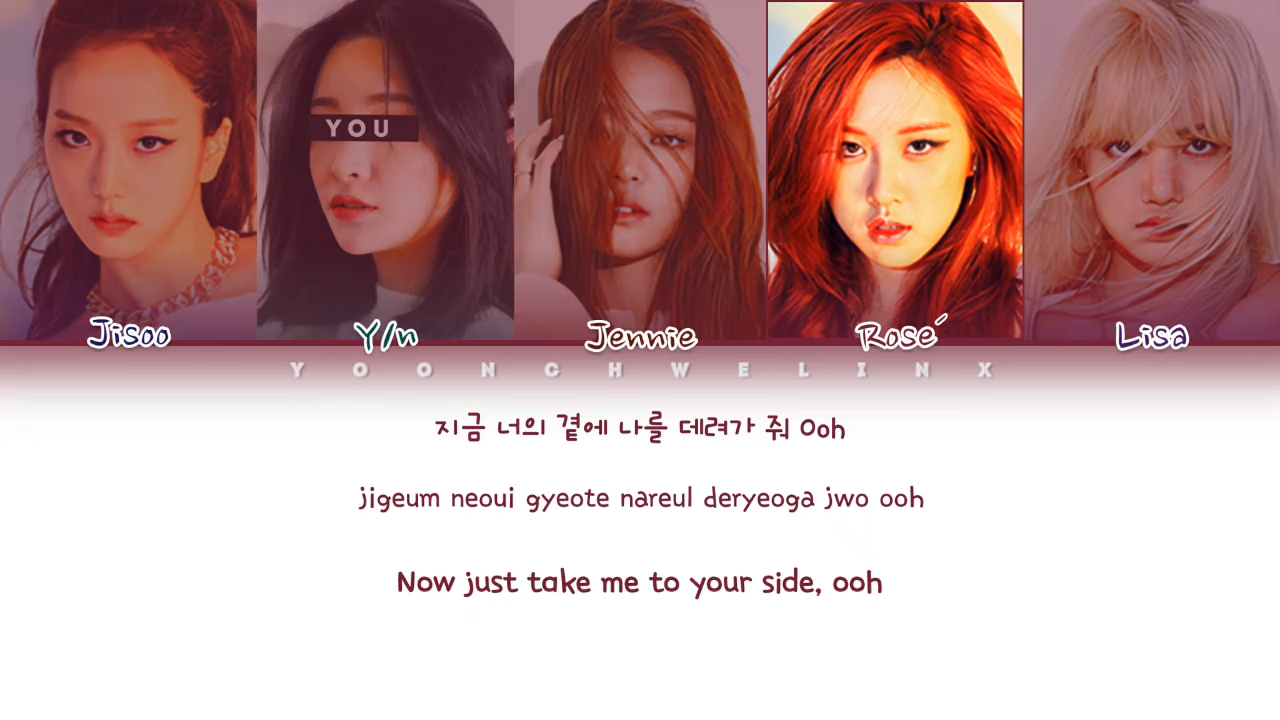 YOU
Jisoo
Y/n
Jennie
Rosé
Lisa
YOONCHWELINX
지금 너의 곁에 나를 데려가 줘 Ooh
jigeum neoui gyeote nareul deryeoga jwo ooh
Now just take me to your side, ooh